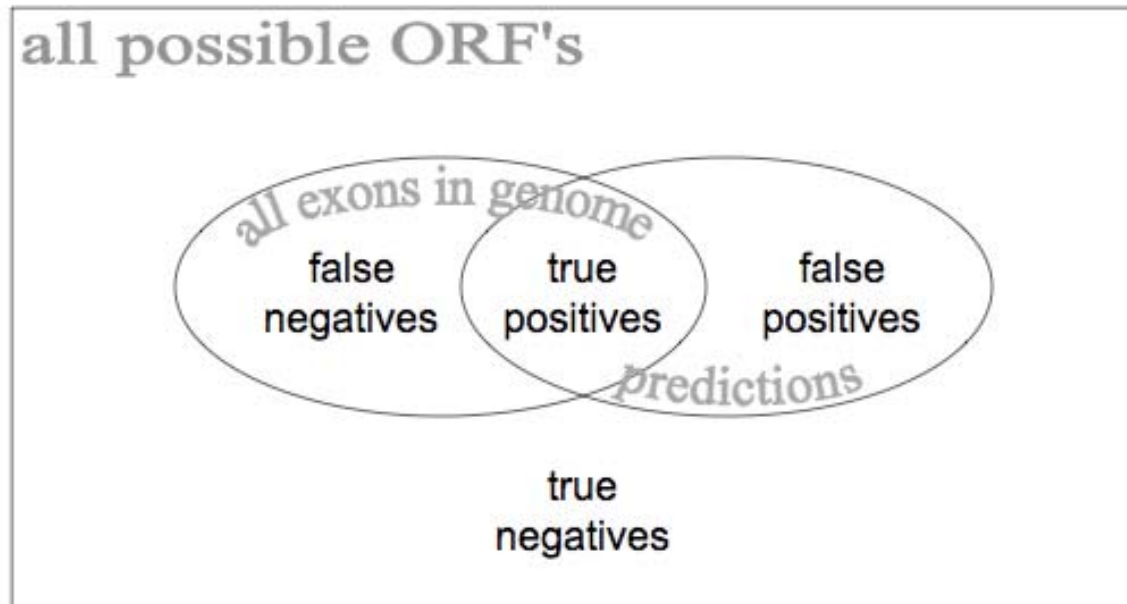 all possible ORF's
all exons in genome
false
negatives
true
positives
false
positives
predictions
true
negatives